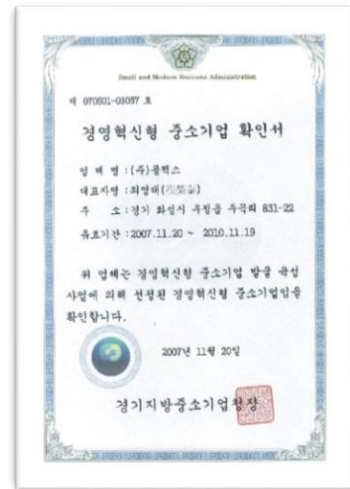 Small and Medium Business Administration
제 070601-03057 호
경영혁신형 중소기업 확인서
업 체 명 : (주)플렉스
대표자명 : 최영대
주 소 : 경기 화성시 우정읍 주곡리 831-22
유효기간 : 2007.11.20 ~ 2010.11.19
위 업체는 경영혁신형 중소기업 발굴 육성
사업에 의해 선정된 경영혁신형 중소기업임을
확인합니다.
2007년 11월 20일
경기지방중소기업청장